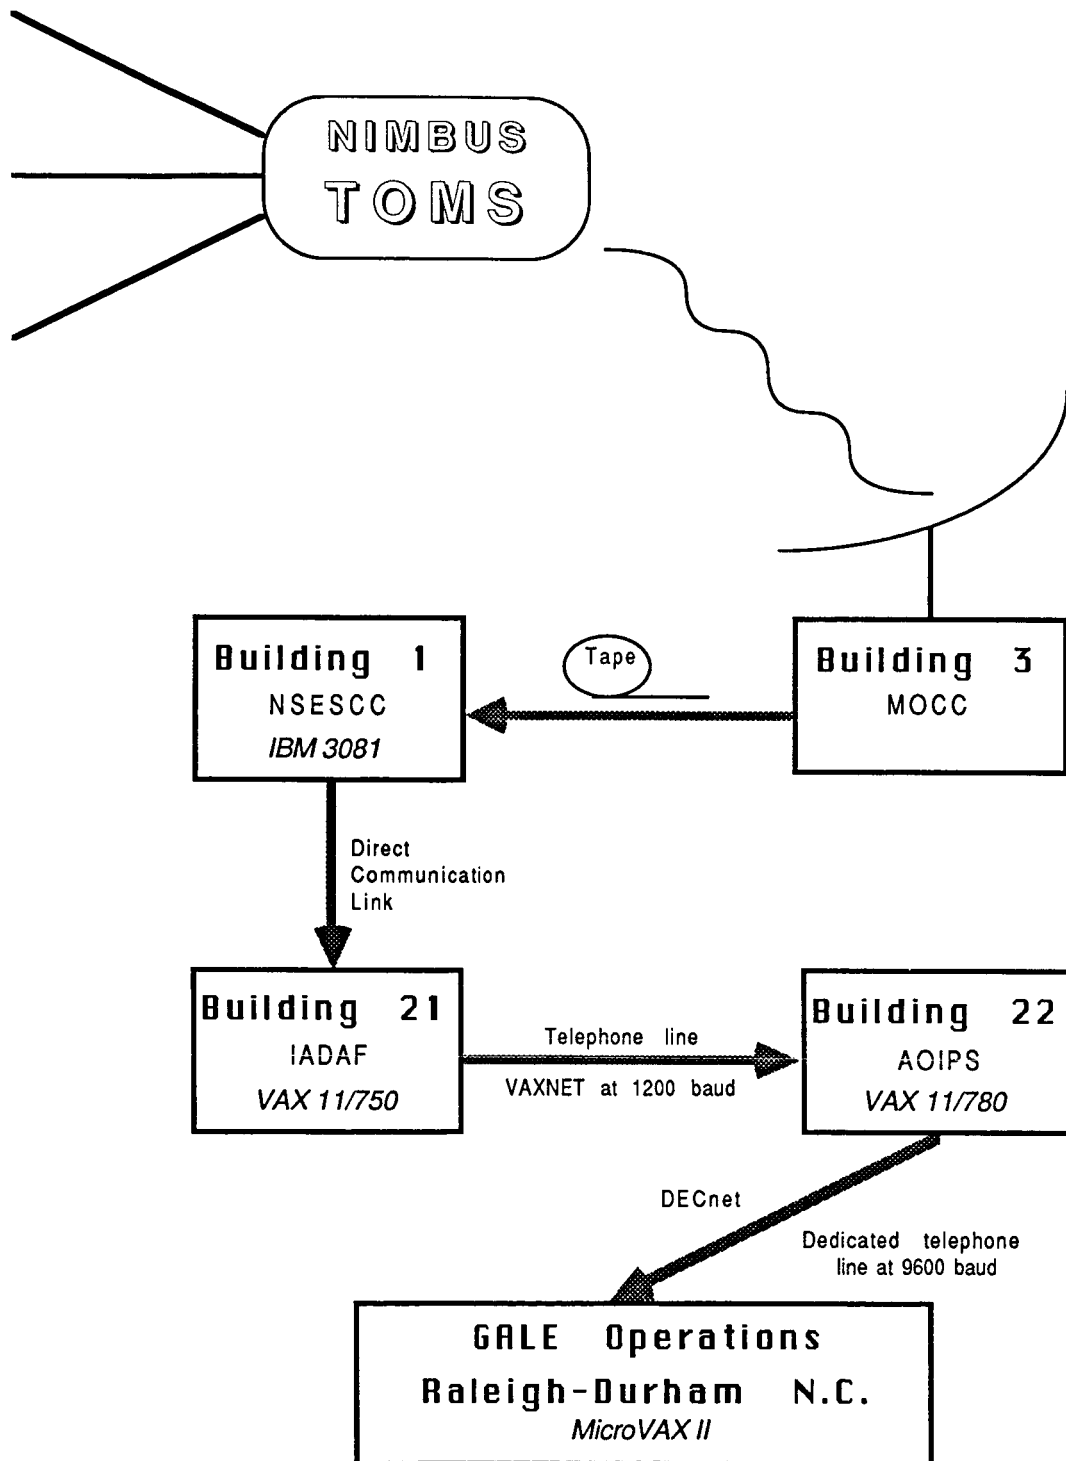 NIMBUS
TOMS
Building 1
NSESCC
IBM 3081
Tape
Building 3
MOCC
Direct
Communication
Link
Building 21
IADAF
VAX 11/750
Telephone line
VAXNET at 1200 baud
Building 22
AOIPS
VAX 11/780
DECnet
Dedicated telephone
line at 9600 baud
GALE Operations
Raleigh-Durham N.C.
MicroVAX II